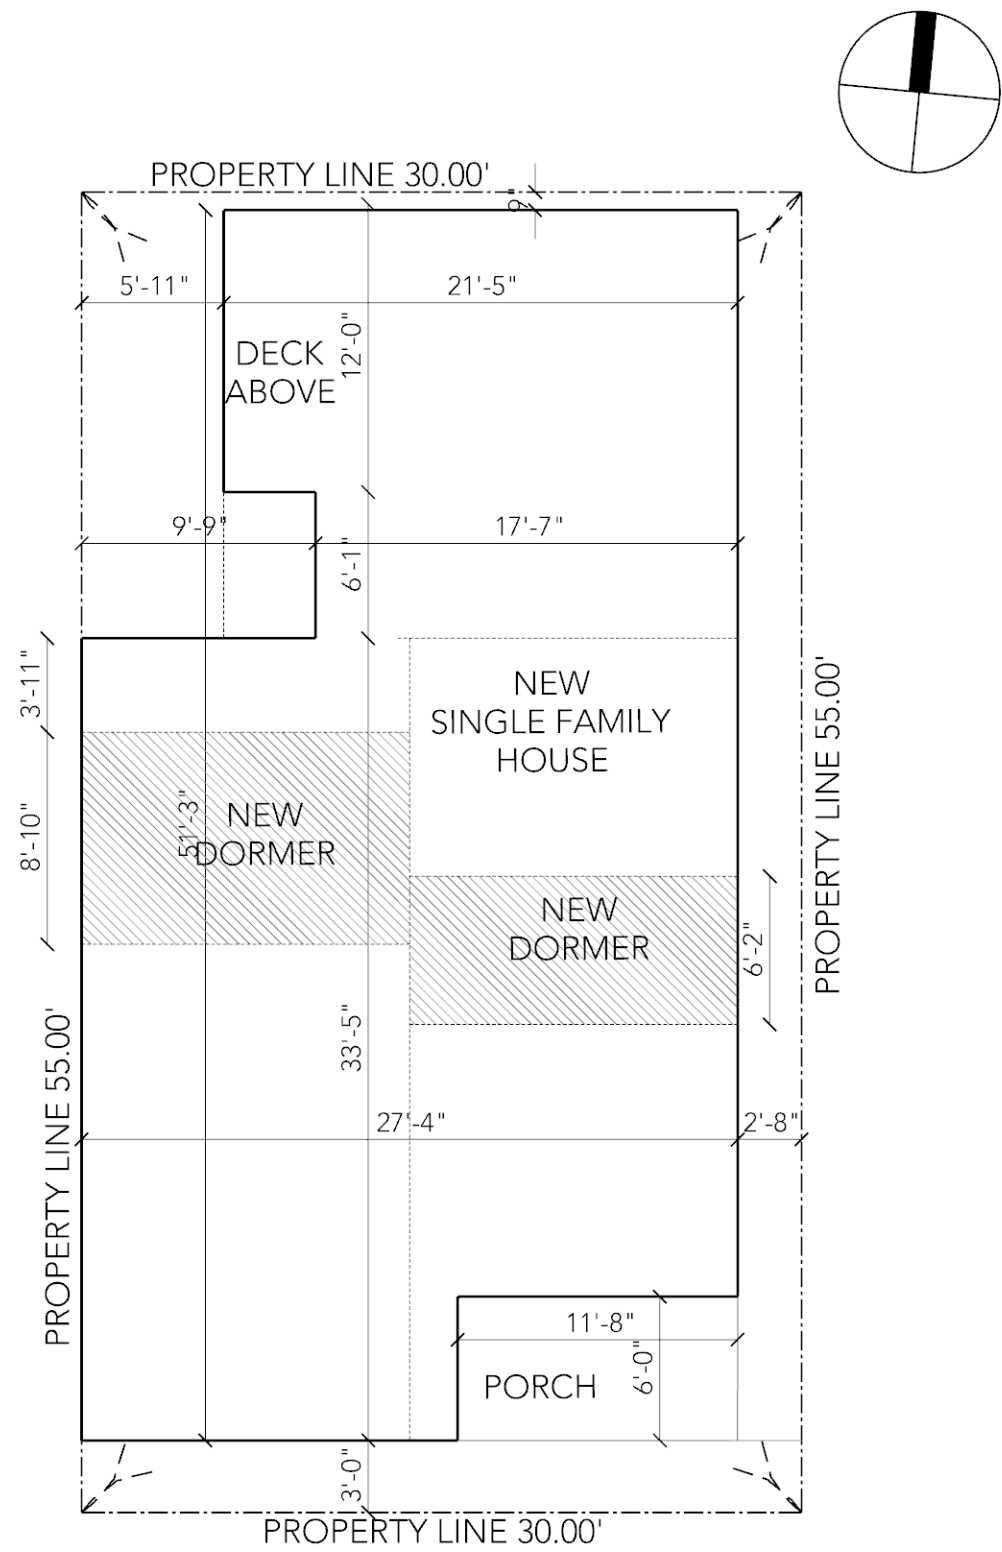 PROPERTY LINE 30.00'
9"
5'-11"
21'-5"
DECK
ABOVE
12'-0"
9'-9"
17'-7"
6'-1"
3'-11"
NEW
SINGLE FAMILY
HOUSE
PROPERTY LINE 55.00'
8'-10"
51'-3"
NEW
DORMER
NEW
DORMER
6'-2"
33'-5"
PROPERTY LINE 55.00'
27'-4"
2'-8"
11'-8"
6'-0"
PORCH
3'-0"
PROPERTY LINE 30.00'